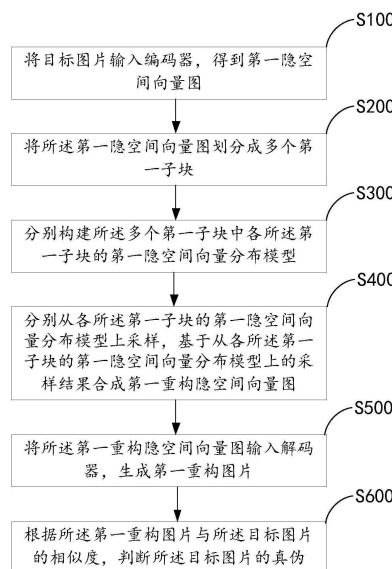 S100
将目标图片输入编码器，得到第一隐空
间向量图
S200
将所述第一隐空间向量图划分成多个第
一子块
S300
分别构建所述多个第一子块中各所述第
一子块的第一隐空间向量分布模型
S400
分别从各所述第一子块的第一隐空间向
量分布模型上采样，基于从各所述第一
子块的第一隐空间向量分布模型上的采
样结果合成第一重构隐空间向量图
S500
将所述第一重构隐空间向量图输入解码
器，生成第一重构图片
S600
根据所述第一重构图片与所述目标图片
的相似度，判断所述目标图片的真伪